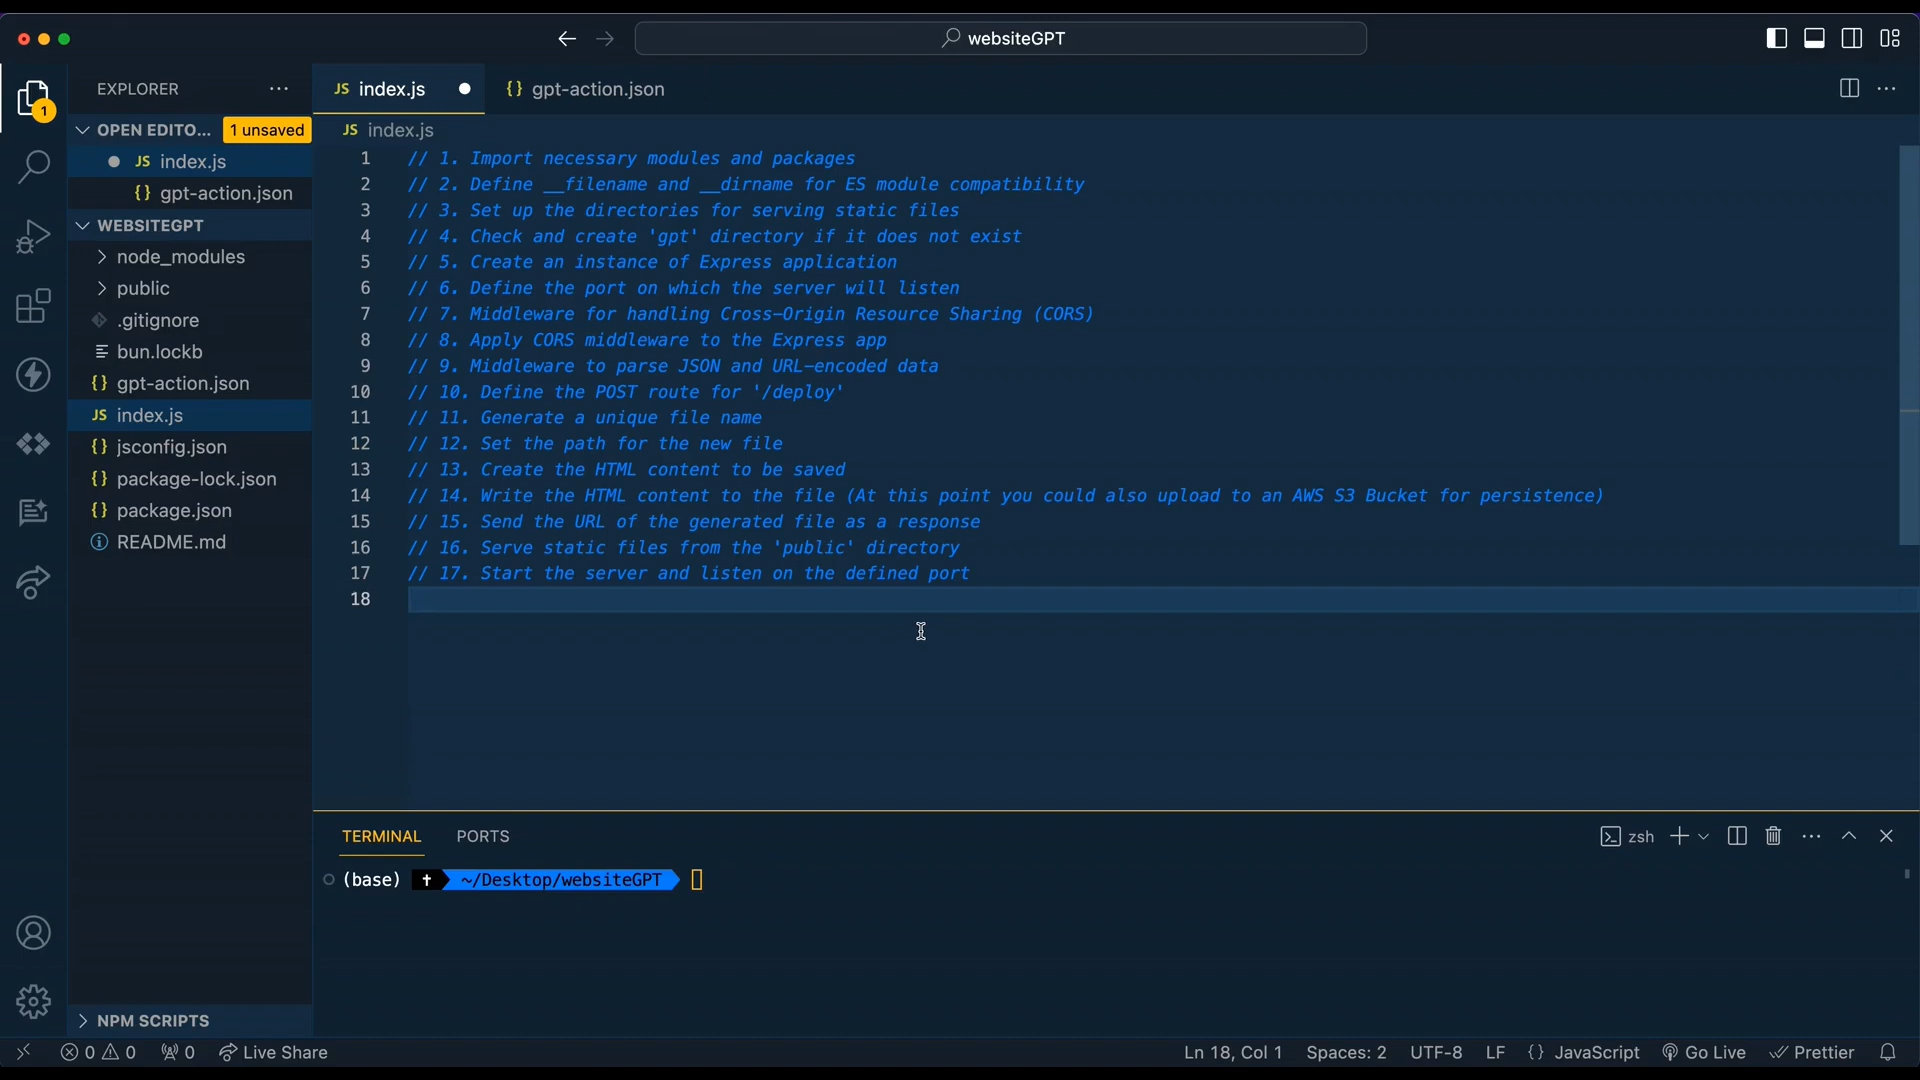 websiteGPT
1
EXPLORER
OPEN EDITO... 1 unsaved
JS index.js
{} gpt-action.json
WEBSITEGPT
node_modules
public
.gitignore
bun.lockb
{} gpt-action.json
JS index.js
{} jsconfig.json
{} package-lock.json
{} package.json
README.md
NPM SCRIPTS
JS index.js
{} gpt-action.json
JS index.js
1 // 1. Import necessary modules and packages
2 // 2. Define __filename and __dirname for ES module compatibility
3 // 3. Set up the directories for serving static files
4 // 4. Check and create 'gpt' directory if it does not exist
5 // 5. Create an instance of Express application
6 // 6. Define the port on which the server will listen
7 // 7. Middleware for handling Cross-Origin Resource Sharing (CORS)
8 // 8. Apply CORS middleware to the Express app
9 // 9. Middleware to parse JSON and URL-encoded data
10 // 10. Define the POST route for '/deploy'
11 // 11. Generate a unique file name
12 // 12. Set the path for the new file
13 // 13. Create the HTML content to be saved
14 // 14. Write the HTML content to the file (At this point you could also upload to an AWS S3 Bucket for persistence)
15 // 15. Send the URL of the generated file as a response
16 // 16. Serve static files from the 'public' directory
17 // 17. Start the server and listen on the defined port
18
TERMINAL PORTS
zsh
(base) ✝ ~/Desktop/websiteGPT
0 0 0 Live Share
Ln 18, Col 1 Spaces: 2 UTF-8 LF {} JavaScript Go Live Prettier